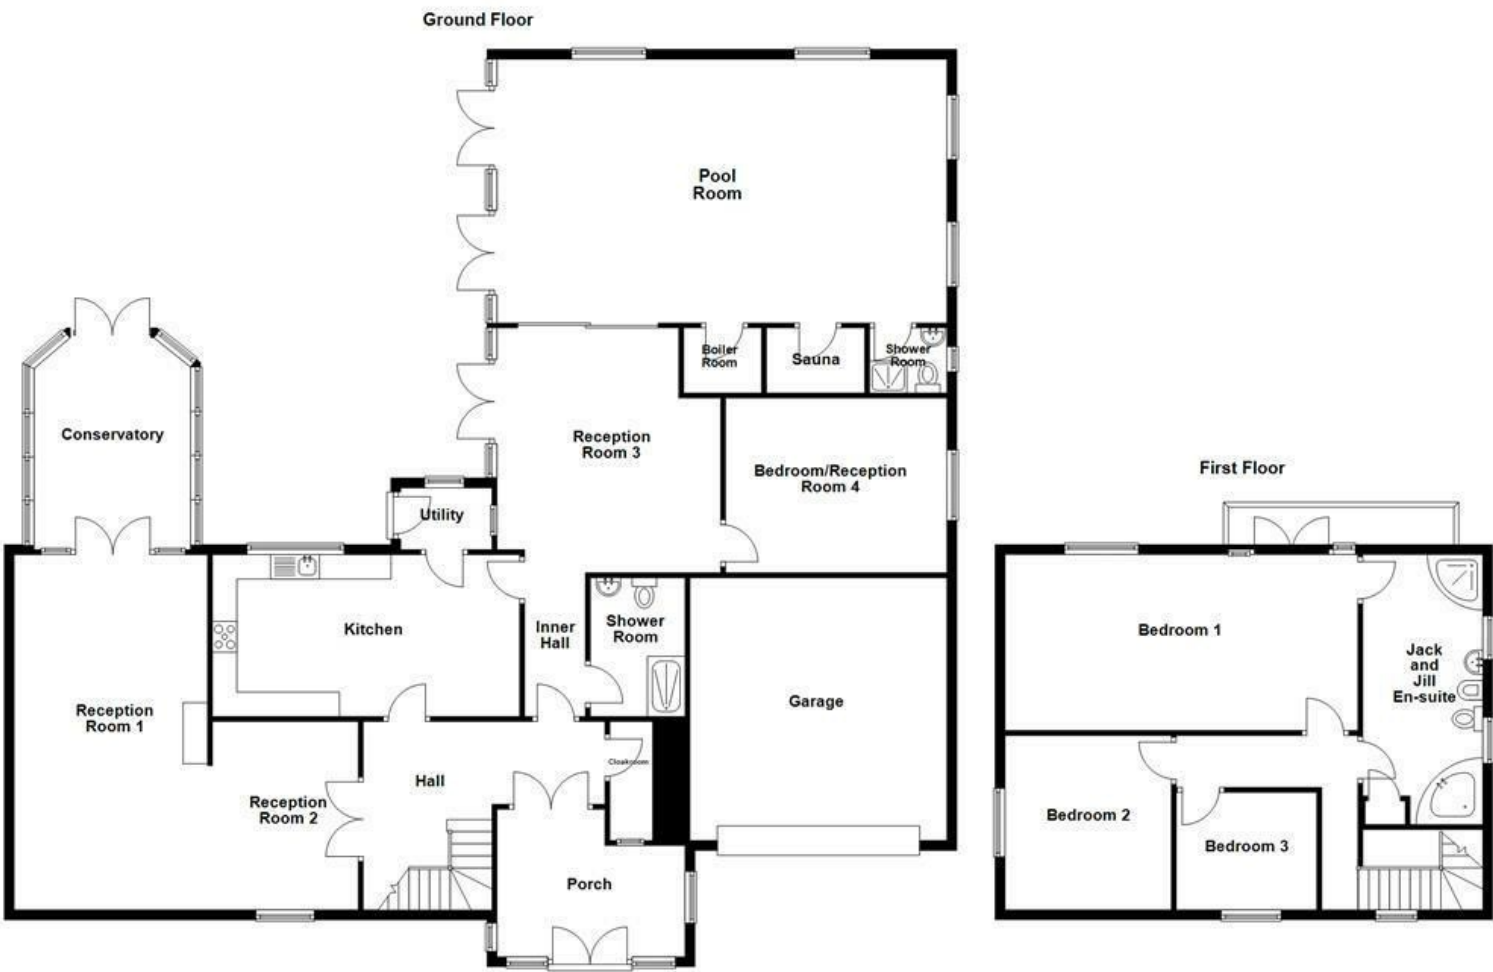 Ground Floor
Pool
Room
Boiler
Room
Sauna
Shower
Room
Conservatory
Reception
Room 3
Bedroom/Reception
Room 4
Utility
Kitchen
Inner
Hall
Shower
Room
Reception
Room 1
Garage
Hall
Cloakroom
Reception
Room 2
Porch
First Floor
Bedroom 1
Jack
and
Jill
En-suite
Bedroom 2
Bedroom 3